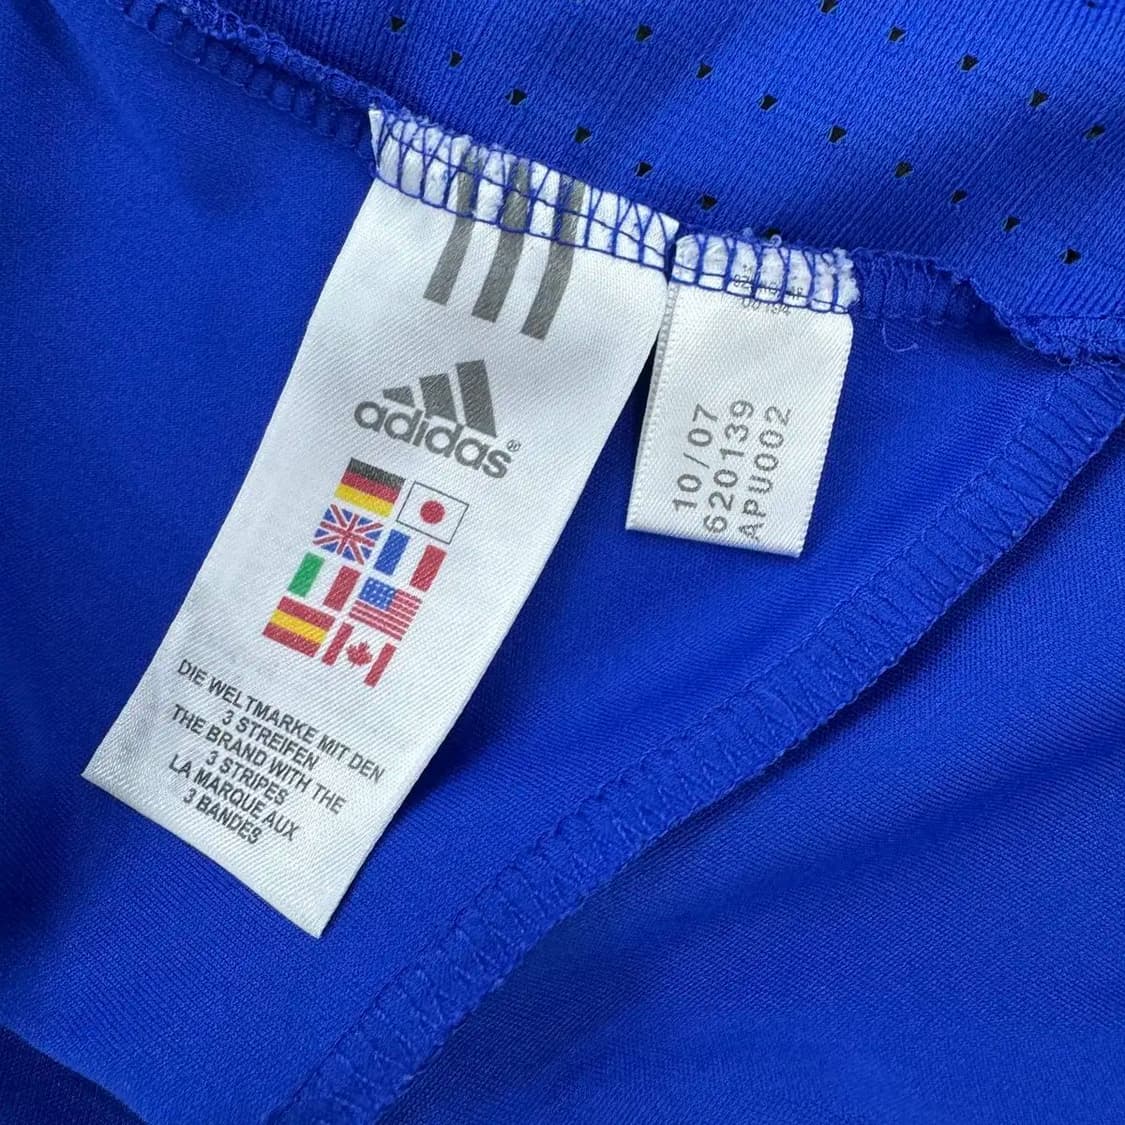 adidas®
DIE WELTMARKE MIT DEN
3 STREIFEN
THE BRAND WITH THE
3 STRIPES
LA MARQUE AUX
3 BANDES
10/07
620139
APU002